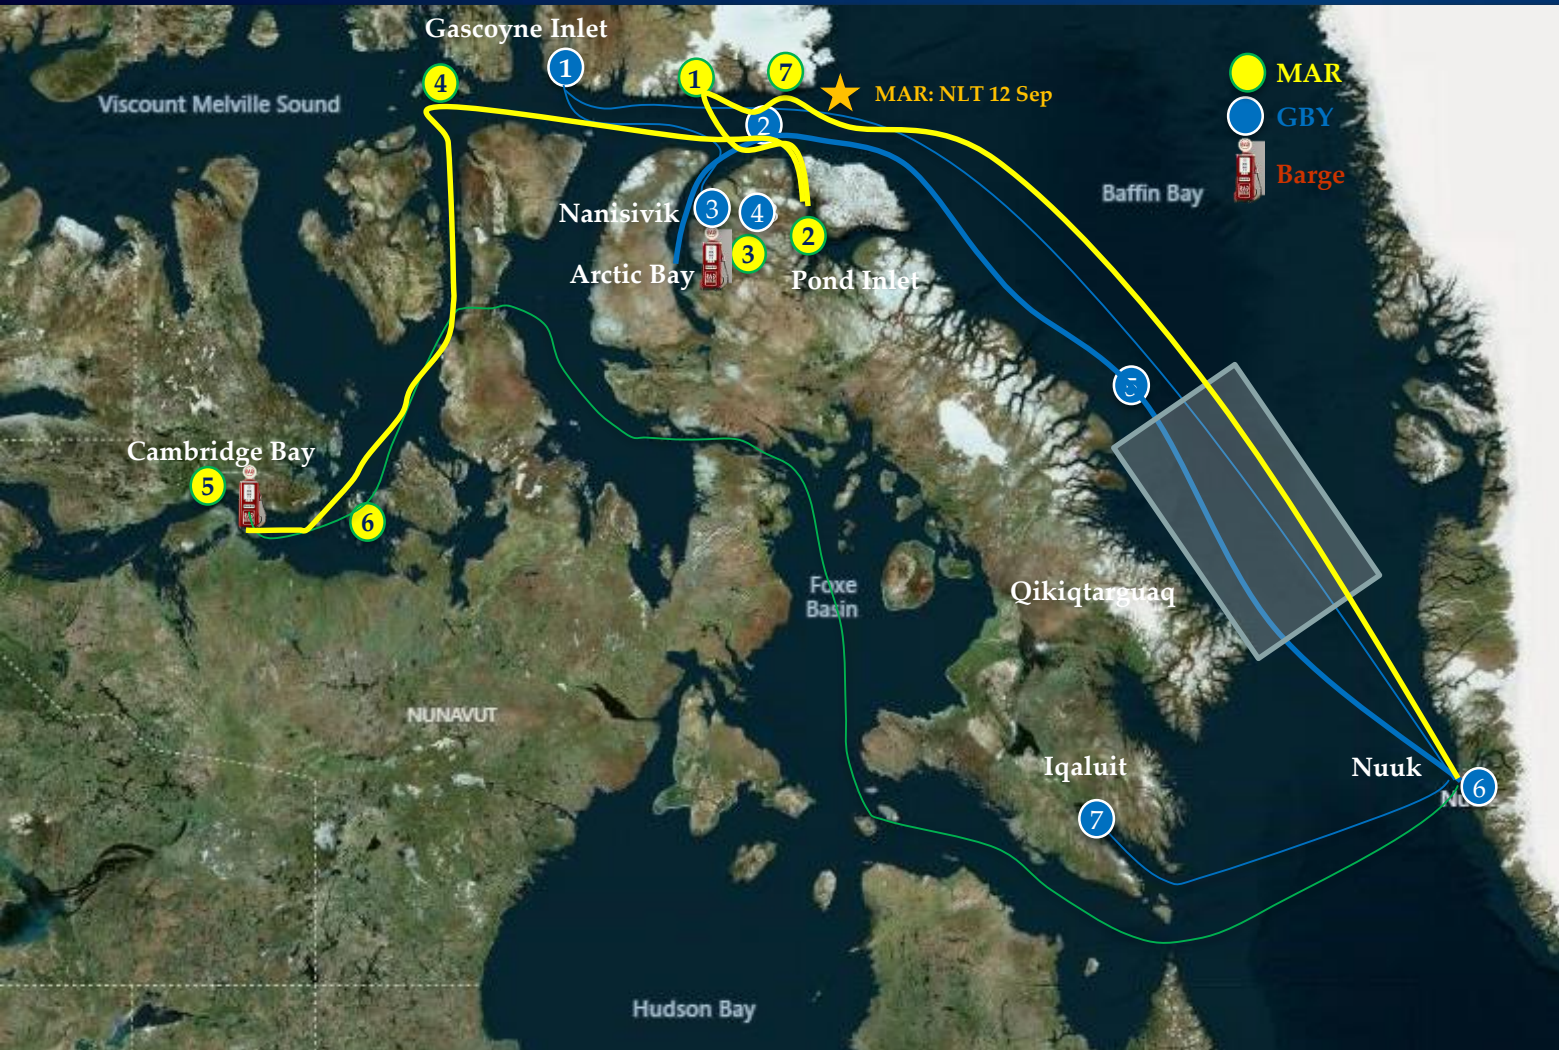 Gascoyne Inlet
1
4
1
7
MAR
Viscount Melville Sound
MAR: NLT 12 Sep
2
GBY
Barge
Baffin Bay
Nanisivik
3
4
2
3
Arctic Bay
Pond Inlet
5
Cambridge Bay
5
6
Foxe
Basin
Qikiqtarguaq
NUNAVUT
Iqaluit
Nuuk
6
7
Hudson Bay